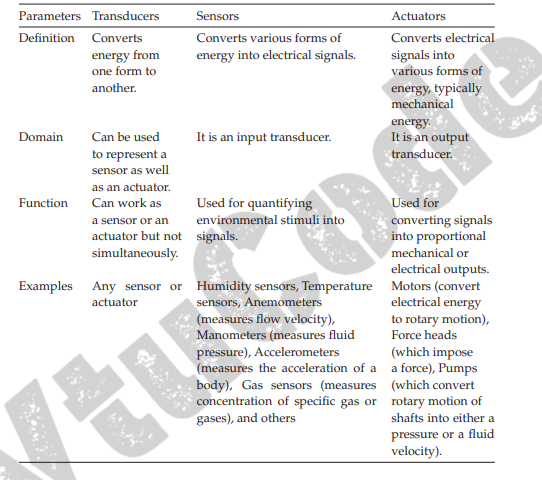 Parameters Transducers Sensors Actuators
Definition Converts energy from one form to another. Converts various forms of energy into electrical signals. Converts electrical signals into various forms of energy, typically mechanical energy.
Domain Can be used to represent a sensor as well as an actuator. It is an input transducer. It is an output transducer.
Function Can work as a sensor or an actuator but not simultaneously. Used for quantifying environmental stimuli into signals. Used for converting signals into proportional mechanical or electrical outputs.
Examples Any sensor or actuator Humidity sensors, Temperature sensors, Anemometers (measures flow velocity), Manometers (measures fluid pressure), Accelerometers (measures the acceleration of a body), Gas sensors (measures concentration of specific gas or gases), and others Motors (convert electrical energy to rotary motion), Force heads (which impose a force), Pumps (which convert rotary motion of shafts into either a pressure or a fluid velocity).
VtuCode